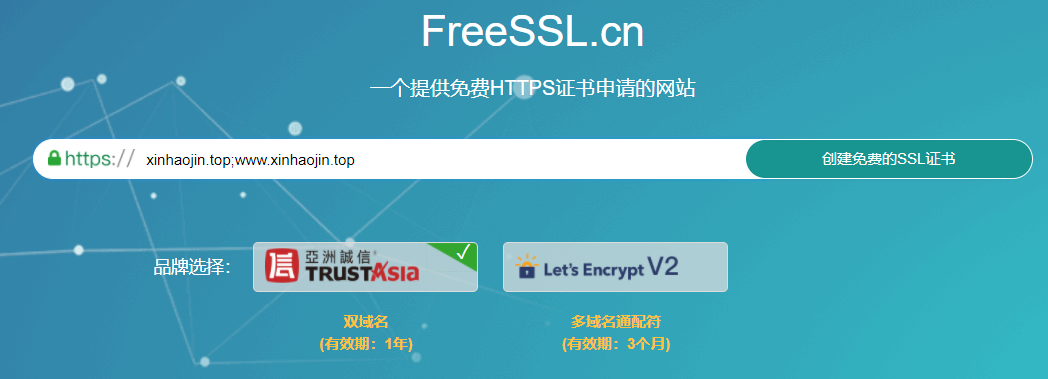 FreeSSL.cn
一个提供免费HTTPS证书申请的网站
https:// xinhaojin.top;www.xinhaojin.top 创建免费的SSL证书
品牌选择: 亞洲誠信 TRUSTAsia Let's Encrypt V2
双域名 多域名通配符
(有效期：1年) (有效期：3个月)